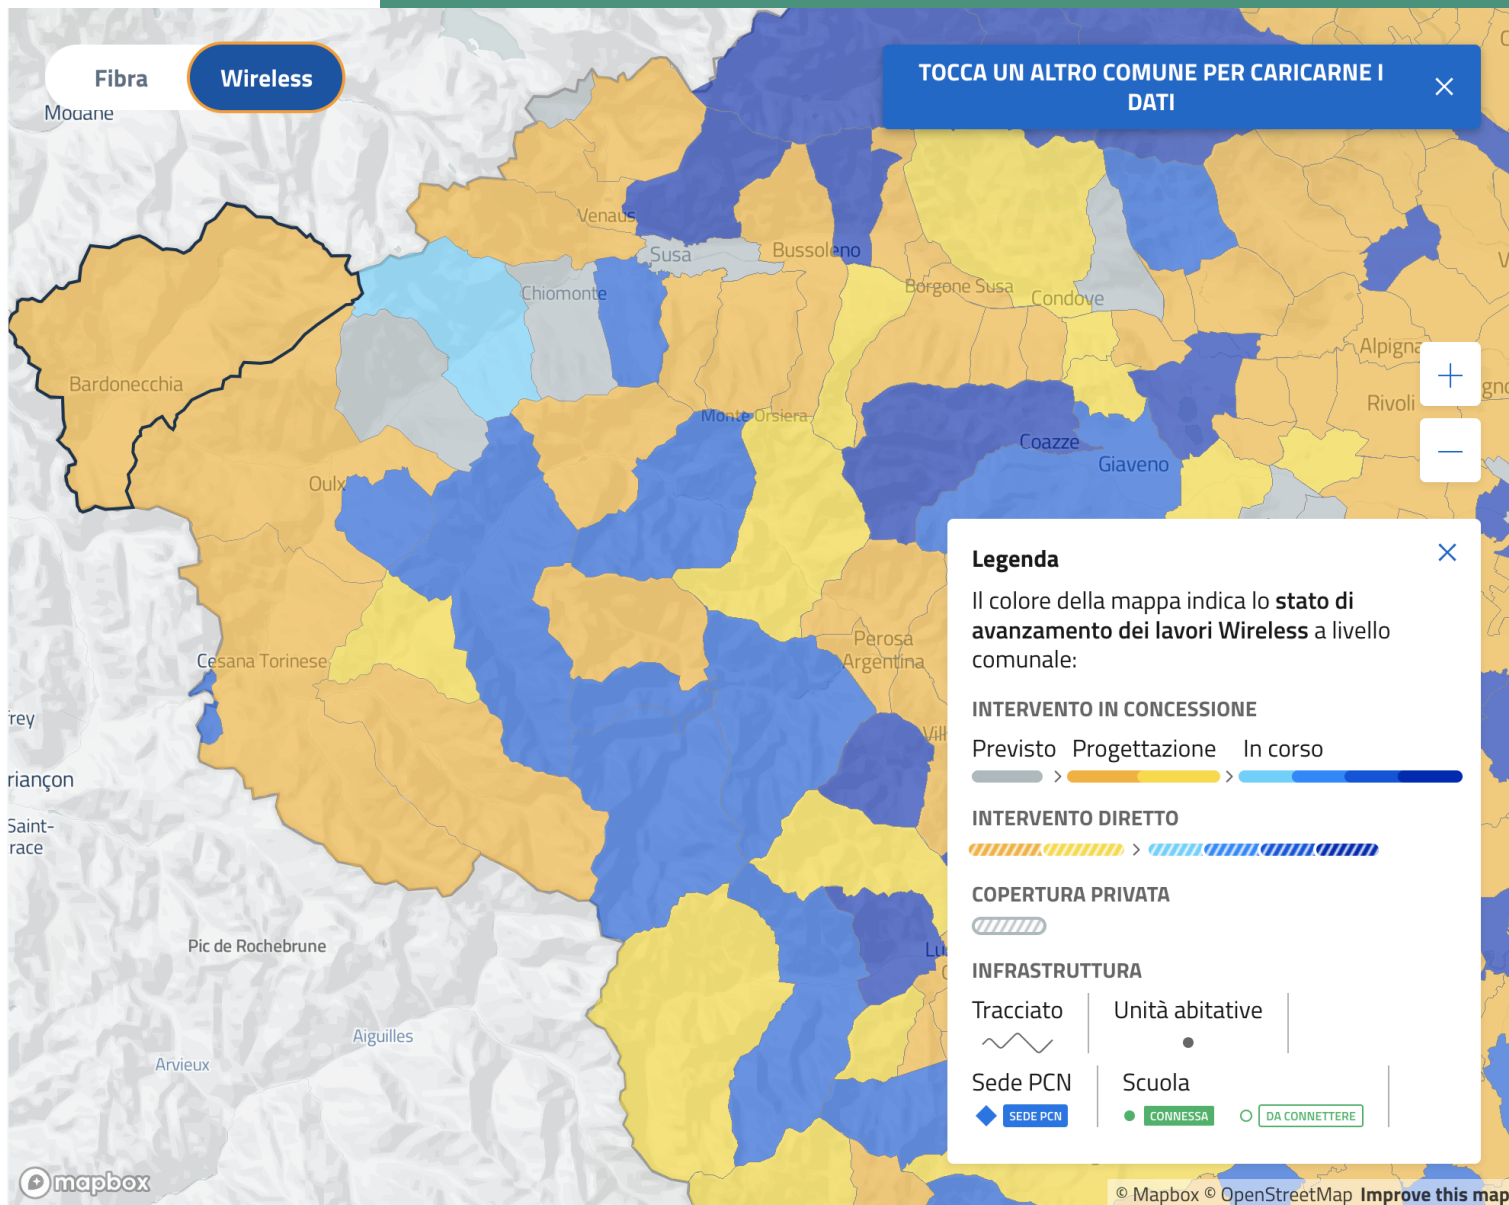 Fibra
Wireless
TOCCA UN ALTRO COMUNE PER CARICARNE I
DATI
Modane
Venaus
Susa
Bussoleno
Chiomonte
Borgone Susa
Condove
Bardonecchia
Monte Orsiera
Rivoli
Coazze
Giaveno
Oulx
Perosa
Argentina
Cesana Torinese
Pic de Rochebrune
Aiguilles
Arvieux
Legenda
Il colore della mappa indica lo stato di
avanzamento dei lavori Wireless a livello
comunale:
INTERVENTO IN CONCESSIONE
Previsto Progettazione In corso
INTERVENTO DIRETTO
COPERTURA PRIVATA
INFRASTRUTTURA
Tracciato Unità abitative
Sede PCN Scuola
SEDE PCN CONNESSA DA CONNETTERE
mapbox
© Mapbox © OpenStreetMap Improve this map